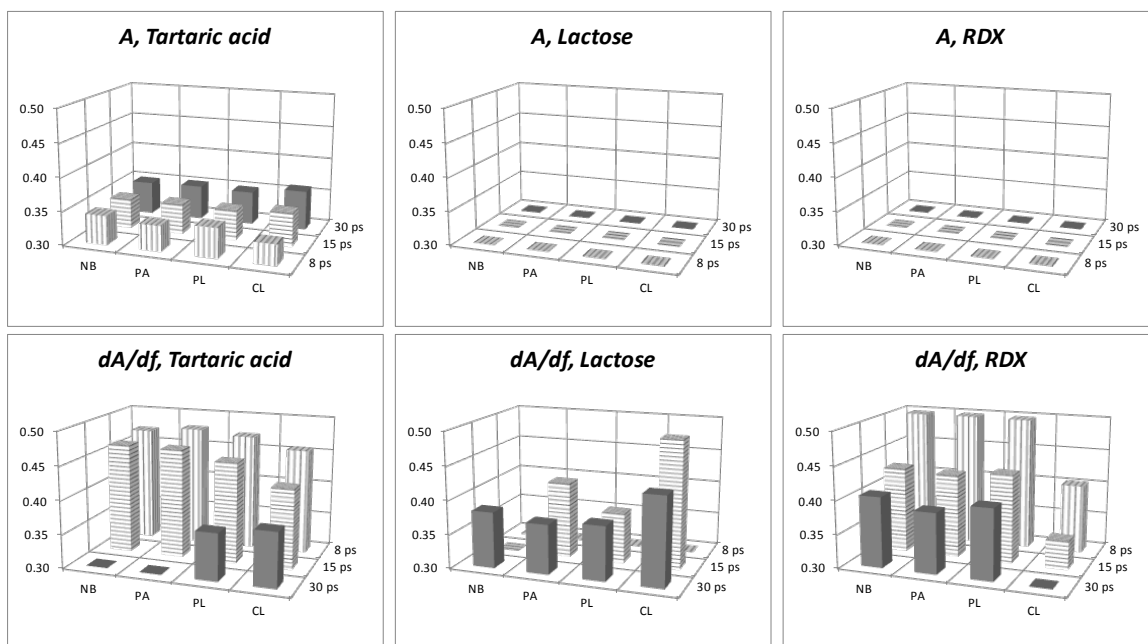 A, Tartaric acid
0.50
0.45
0.40
0.35
0.30
NB
PA
PL
CL
30 ps
15 ps
8 ps
A, Lactose
0.50
0.45
0.40
0.35
0.30
NB
PA
PL
CL
30 ps
15 ps
8 ps
A, RDX
0.50
0.45
0.40
0.35
0.30
NB
PA
PL
CL
30 ps
15 ps
8 ps
dA/df, Tartaric acid
0.50
0.45
0.40
0.35
0.30
NB
PA
PL
CL
8 ps
15 ps
30 ps
dA/df, Lactose
0.50
0.45
0.40
0.35
0.30
NB
PA
PL
CL
8 ps
15 ps
30 ps
dA/df, RDX
0.50
0.45
0.40
0.35
0.30
NB
PA
PL
CL
8 ps
15 ps
30 ps